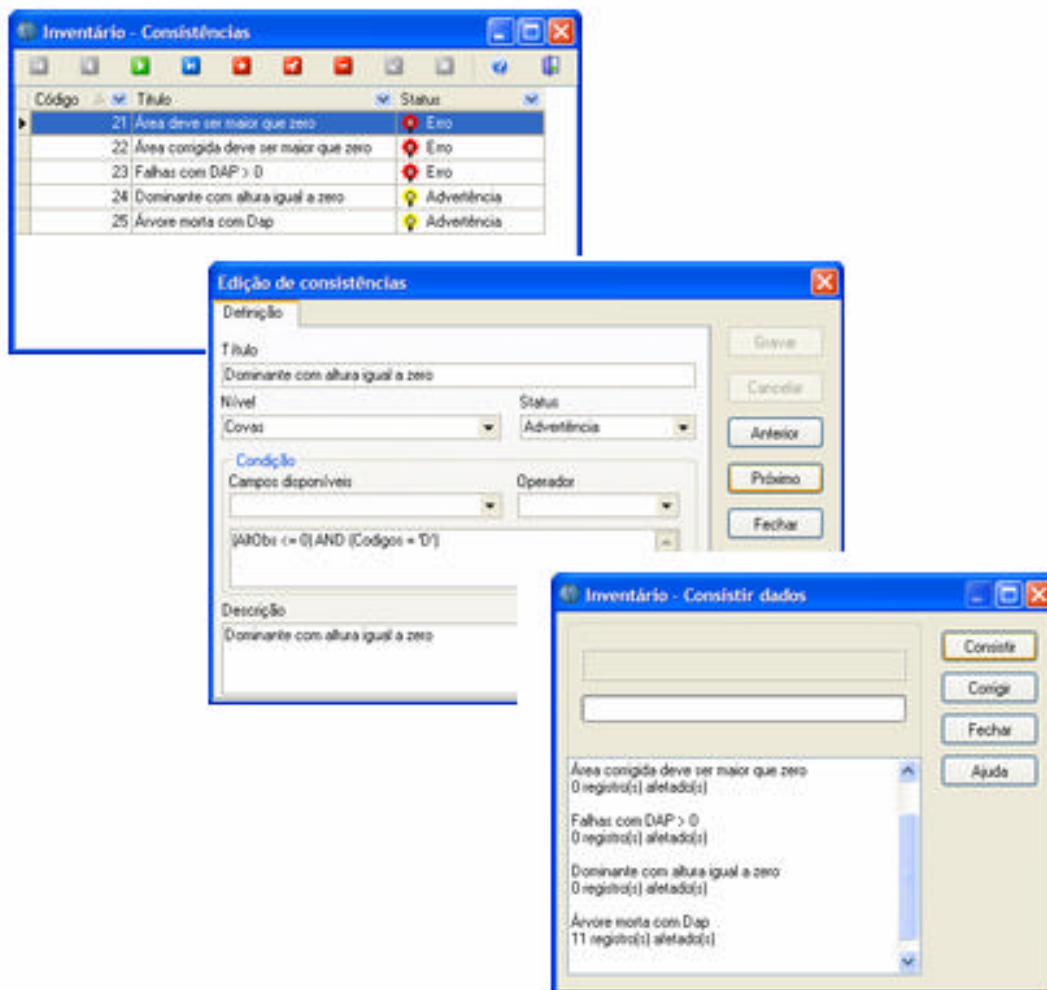 Inventário - Consistências
Código Título Status
21 Área deve ser maior que zero Erro
22 Área corrigida deve ser maior que zero Erro
23 Falhas com DAP > 0 Erro
24 Dominante com altura igual a zero Advertência
25 Árvore morta com Dap Advertência
Edição de consistências
Definição
Título
Dominante com altura igual a zero
Nível Status
Covas Advertência
Condição
Campos disponíveis Operador
(AltObs <= 0) AND (Codigos = 'D')
Descrição
Dominante com altura igual a zero
Gravar
Cancelar
Anterior
Próximo
Fechar
Inventário - Consistir dados
Consistir
Corrigir
Fechar
Ajuda
Área corrigida deve ser maior que zero
0 registro(s) afetado(s)
Falhas com DAP > 0
0 registro(s) afetado(s)
Dominante com altura igual a zero
0 registro(s) afetado(s)
Árvore morta com Dap
11 registro(s) afetado(s)